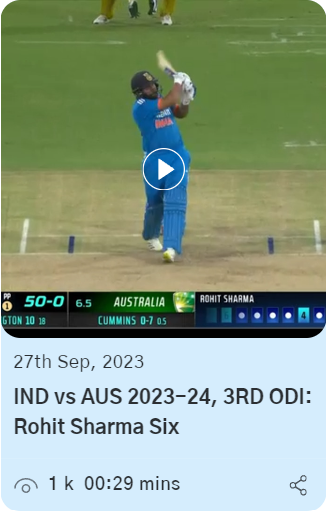 PP
1
50-0
6.5
AUSTRALIA
ROHIT SHARMA
GTON 10 18
CUMMINS 0-7 0.5
4
27th Sep, 2023
IND vs AUS 2023-24, 3RD ODI:
Rohit Sharma Six
1 k 00:29 mins